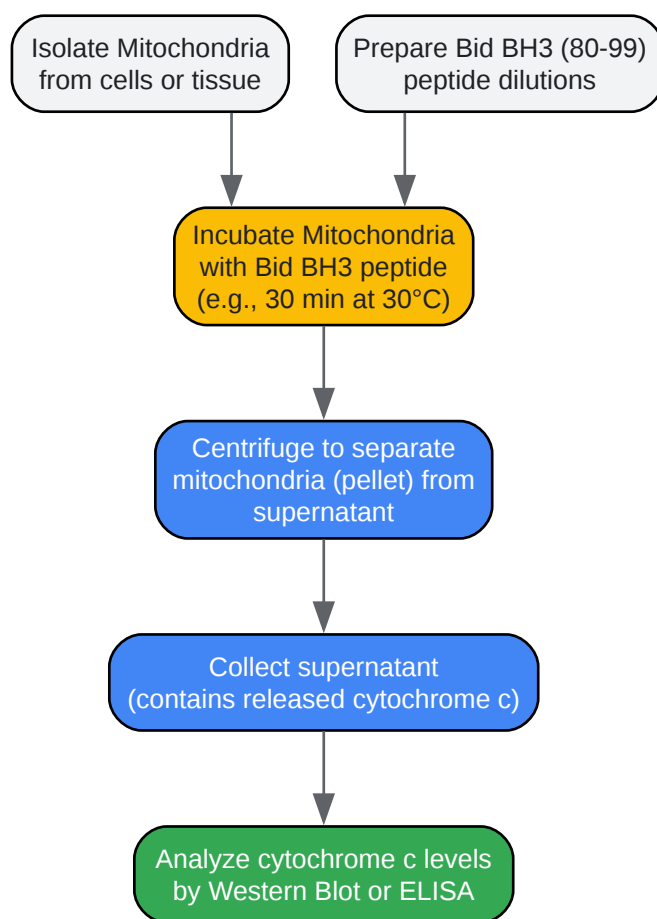 Isolate Mitochondria
from cells or tissue
Prepare Bid BH3 (80-99)
peptide dilutions
Incubate Mitochondria
with Bid BH3 peptide
(e.g., 30 min at 30°C)
Centrifuge to separate
mitochondria (pellet) from
supernatant
Collect supernatant
(contains released cytochrome c)
Analyze cytochrome c levels
by Western Blot or ELISA